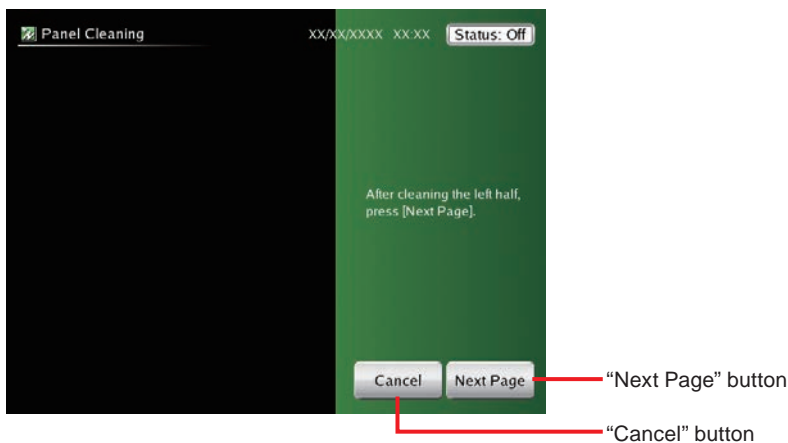 Panel Cleaning XX/XX/XXXX XX:XX Status: Off
After cleaning the left half,
press [Next Page].
Cancel Next Page
“Next Page” button
“Cancel” button